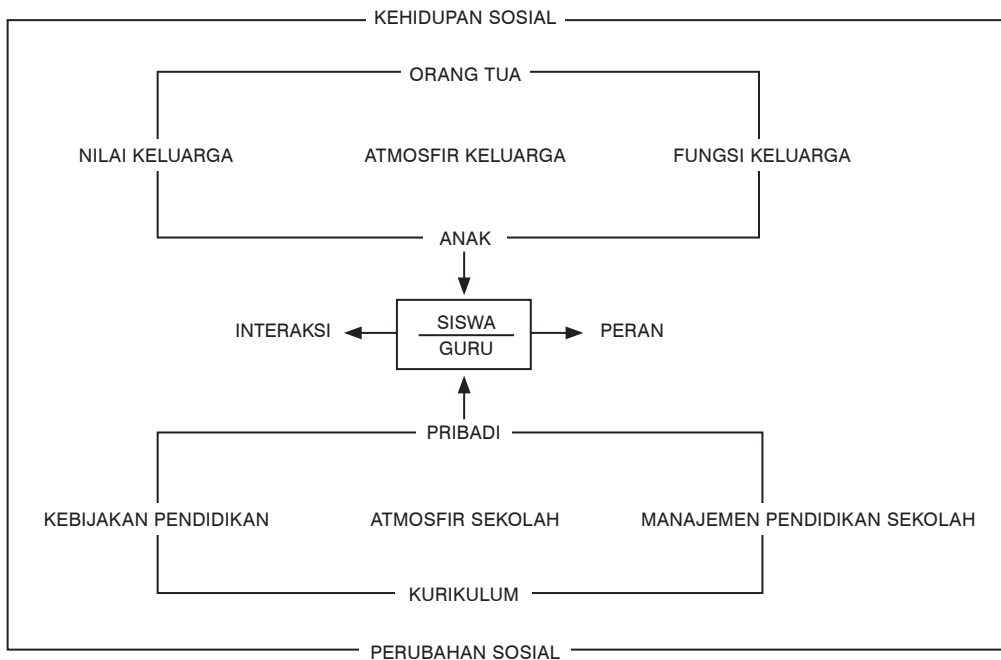 KEHIDUPAN SOSIAL
ORANG TUA
NILAI KELUARGA ATMOSFIR KELUARGA FUNGSI KELUARGA
ANAK
INTERAKSI SISWA PERAN
GURU
PRIBADI
KEBIJAKAN PENDIDIKAN ATMOSFIR SEKOLAH MANAJEMEN PENDIDIKAN SEKOLAH
KURIKULUM
PERUBAHAN SOSIAL